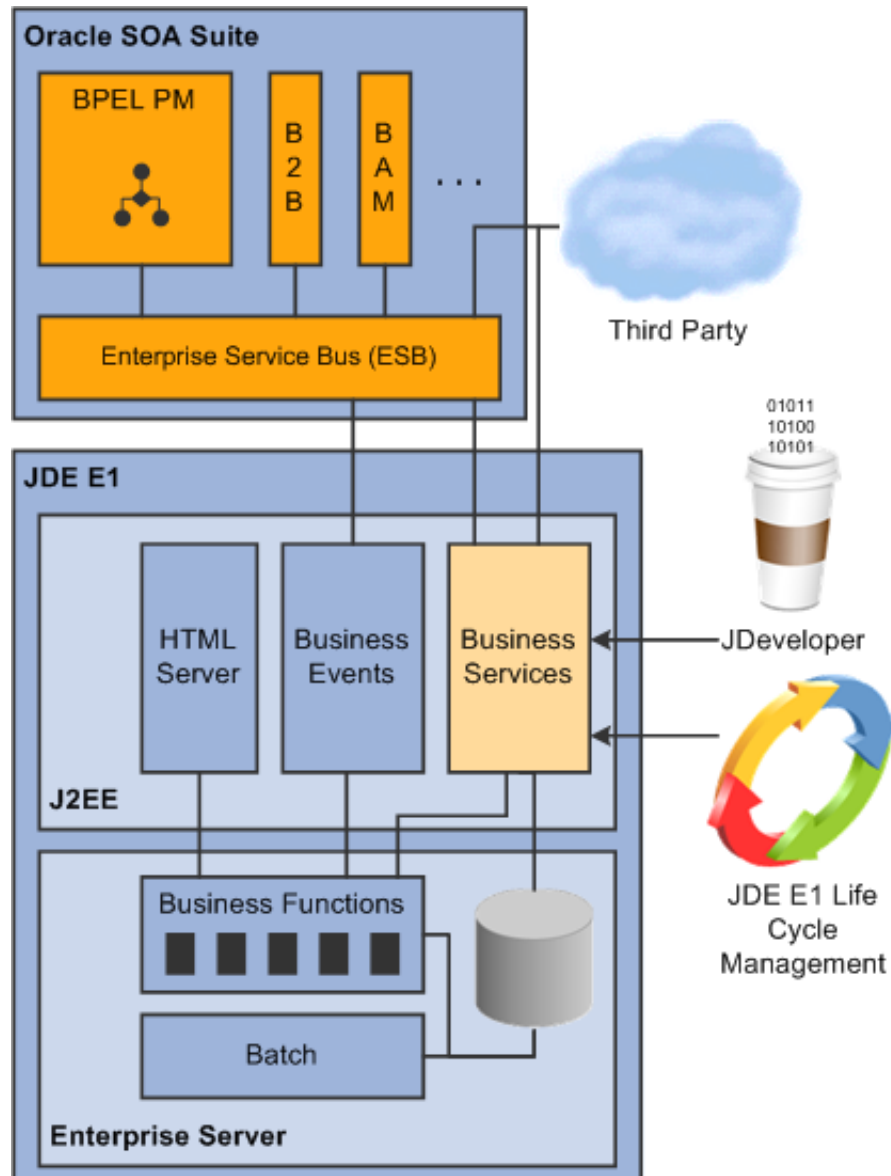 Oracle SOA Suite
BPEL PM
B
2
B
B
A
M
. . .
Enterprise Service Bus (ESB)
Third Party
01011
10100
10101
JDeveloper
JDE E1
HTML
Server
Business
Events
Business
Services
J2EE
JDE E1 Life
Cycle
Management
Business Functions
Batch
Enterprise Server